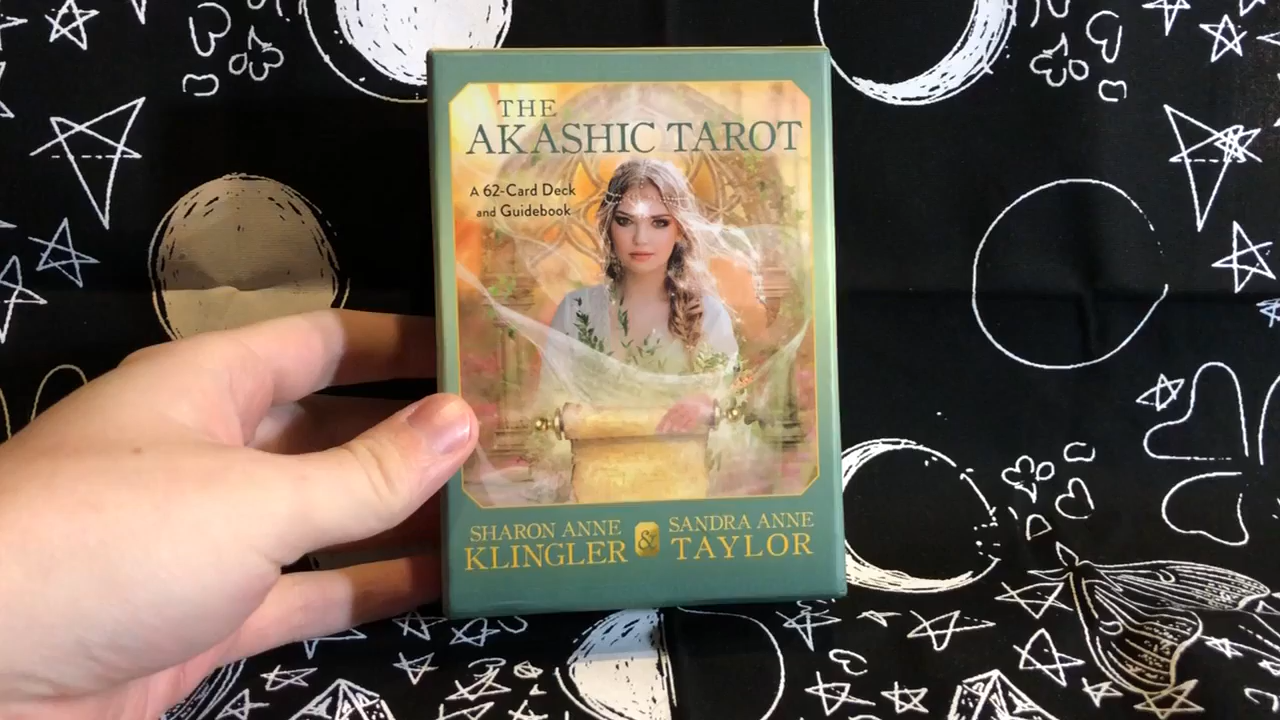 THE
AKASHIC TAROT
A 62-Card Deck
and Guidebook
SHARON ANNE
KLINGLER
&
SANDRA ANNE
TAYLOR